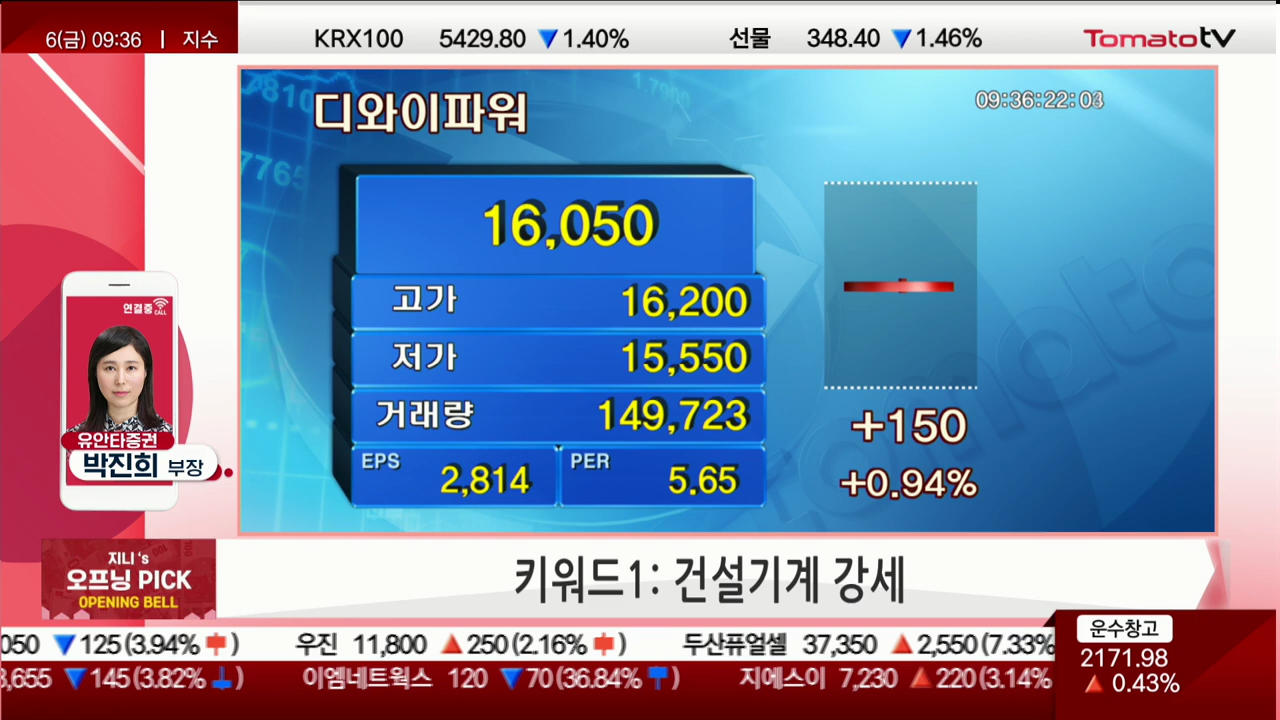 6(금) 09:36 | 지수
KRX100 5429.80 ▼1.40%
선물 348.40 ▼1.46%
TomatoTV
디와이파워
16,050
고가 16,200
저가 15,550
거래량 149,723
EPS 2,814
PER 5.65
09:36:22:03
+150
+0.94%
연결중
CALL
유안타증권
박진희 부장
지니's
오프닝 PICK
OPENING BELL
키워드1: 건설기계 강세
050 ▼125(3.94%) 우진 11,800 ▲250(2.16%) 두산퓨얼셀 37,350 ▲2,550(7.33%
3,655 ▼145(3.82%) 이엠네트웍스 120 ▼70(36.84%) 지에스이 7,230 ▲220(3.14%
운수창고
2171.98
▲0.43%